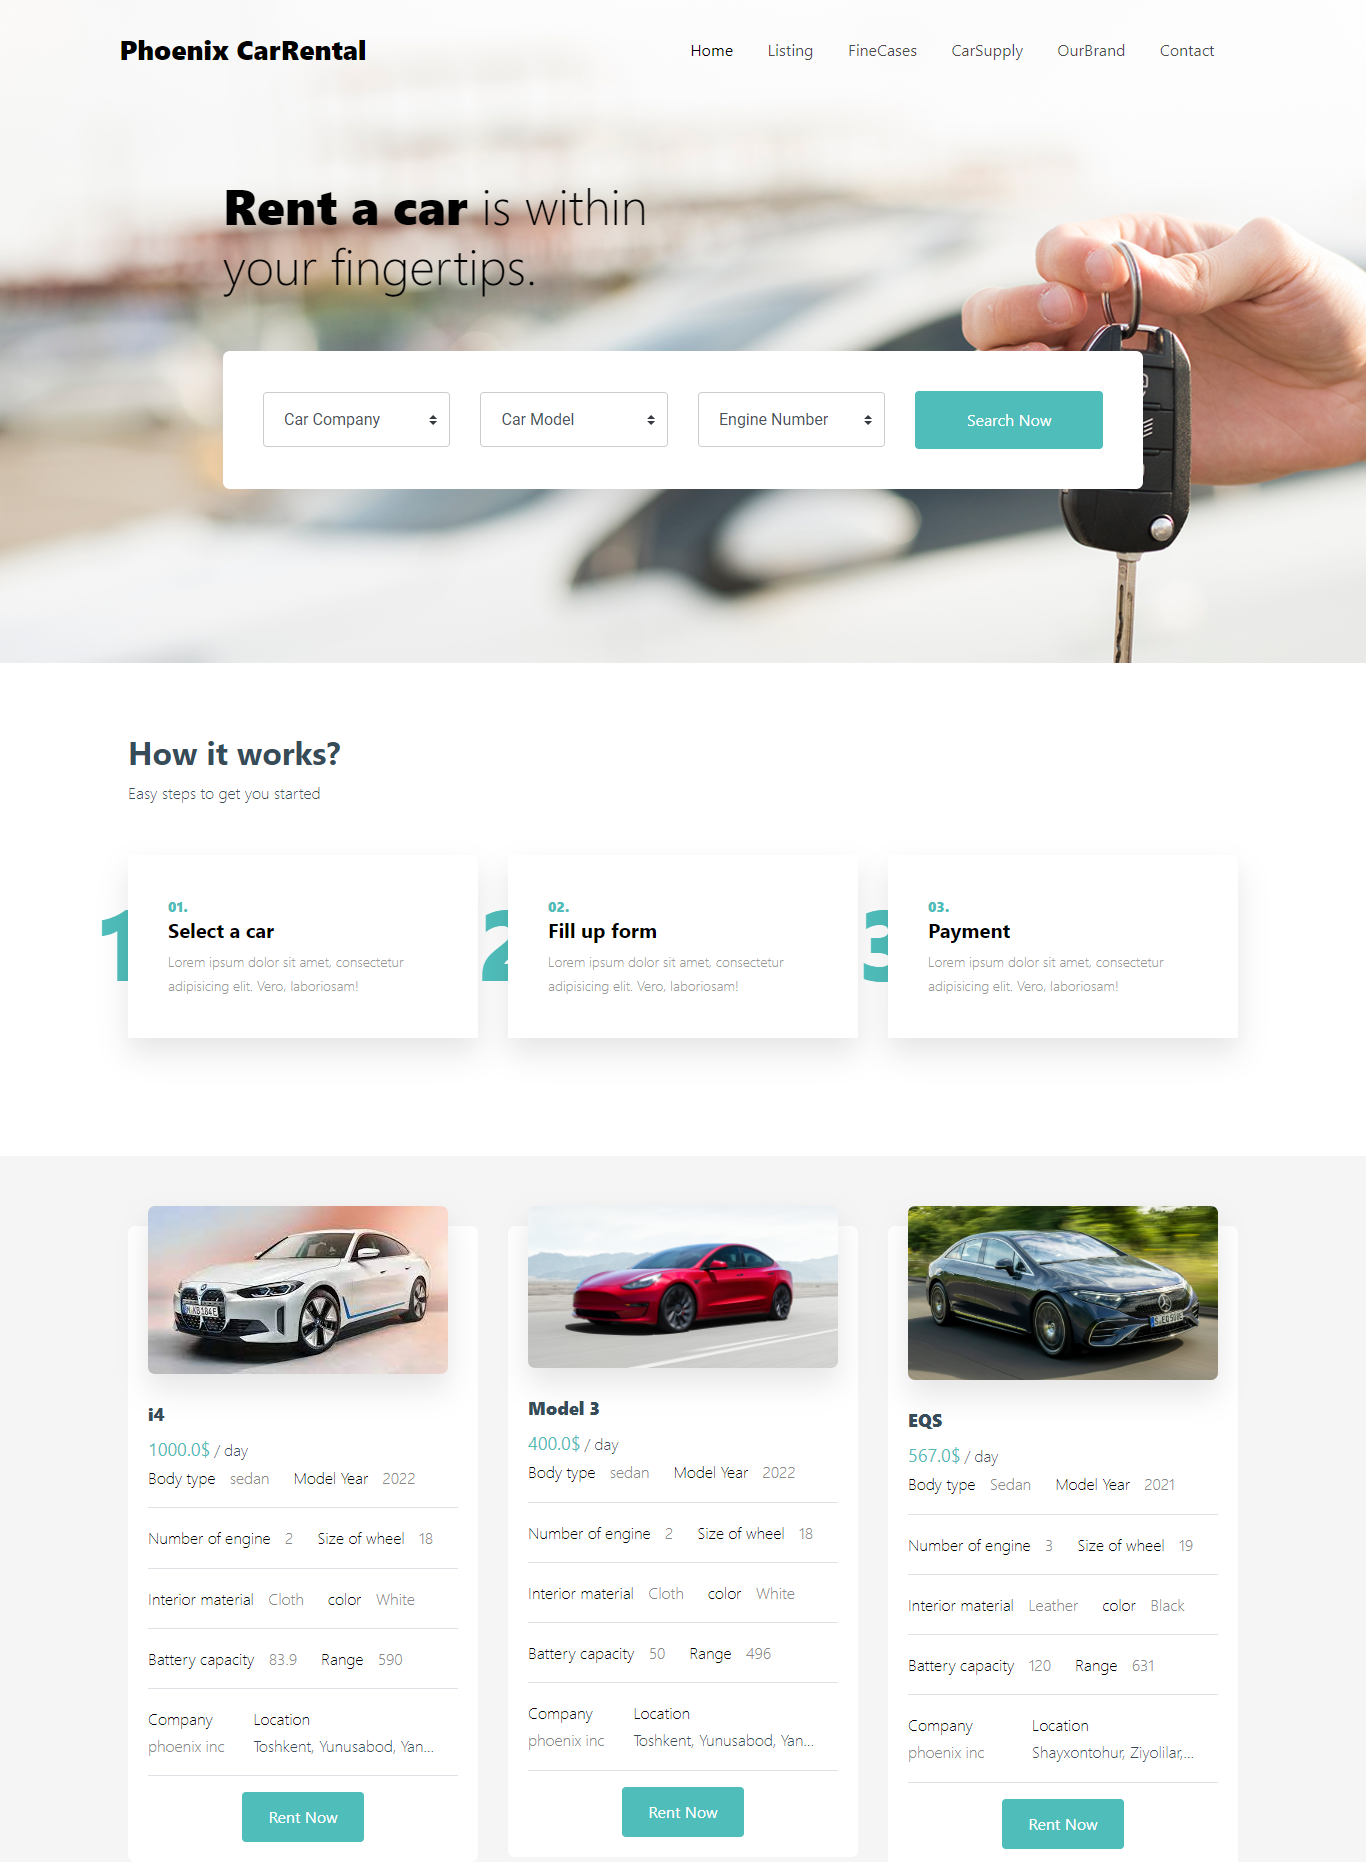 Phoenix CarRental
Home Listing FineCases CarSupply OurBrand Contact
Rent a car is within
your fingertips.
Car Company Car Model Engine Number Search Now
How it works?
Easy steps to get you started
1 2 3
01.
Select a car
Lorem ipsum dolor sit amet, consectetur
adipisicing elit. Vero, laboriosam!
02.
Fill up form
Lorem ipsum dolor sit amet, consectetur
adipisicing elit. Vero, laboriosam!
03.
Payment
Lorem ipsum dolor sit amet, consectetur
adipisicing elit. Vero, laboriosam!
i4
1000.0$ / day
Body type sedan Model Year 2022
Number of engine 2 Size of wheel 18
Interior material Cloth color White
Battery capacity 83.9 Range 590
Company Location
phoenix inc Toshkent, Yunusabod, Yan...
Rent Now
Model 3
400.0$ / day
Body type sedan Model Year 2022
Number of engine 2 Size of wheel 18
Interior material Cloth color White
Battery capacity 50 Range 496
Company Location
phoenix inc Toshkent, Yunusabod, Yan...
Rent Now
EQS
567.0$ / day
Body type Sedan Model Year 2021
Number of engine 3 Size of wheel 19
Interior material Leather color Black
Battery capacity 120 Range 631
Company Location
phoenix inc Shayxontohur, Ziyolilar,...
Rent Now